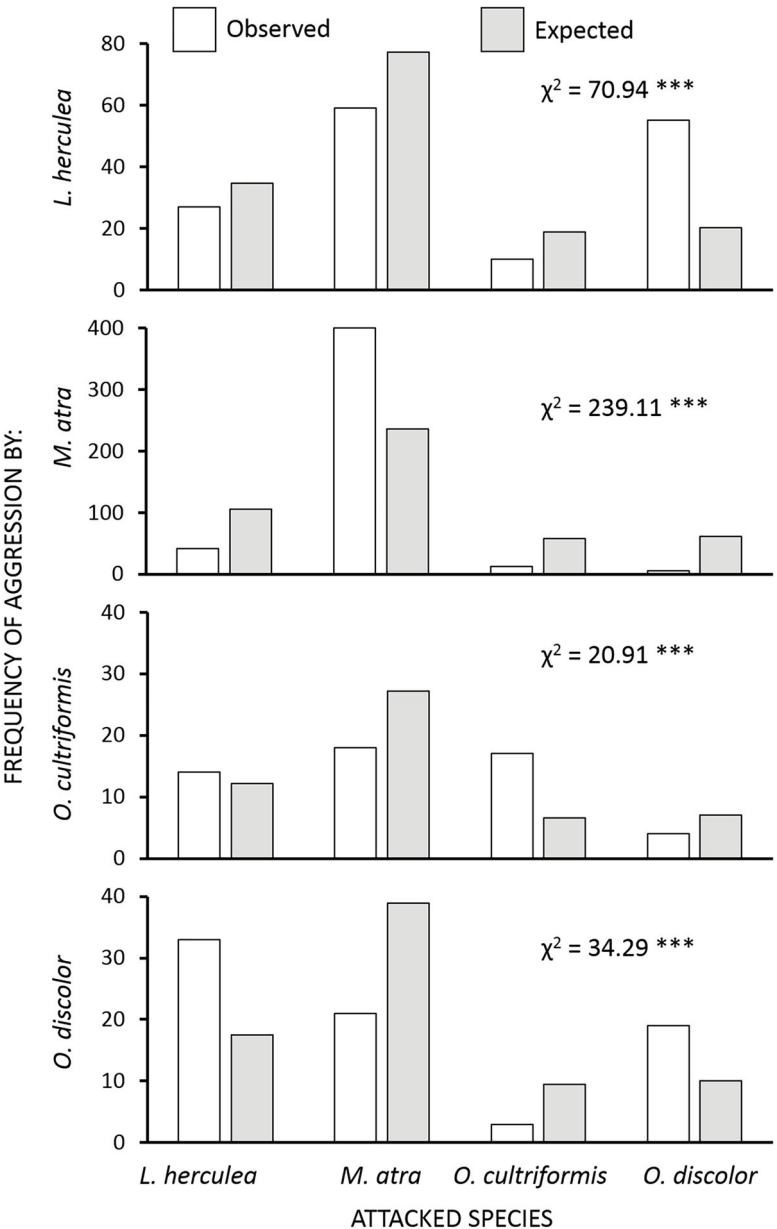 Observed
Expected
FREQUENCY OF AGGRESSION BY:
L. herculea
80
60
40
20
0
χ² = 70.94 ***
M. atra
400
300
200
100
0
χ² = 239.11 ***
O. cultriformis
40
30
20
10
0
χ² = 20.91 ***
O. discolor
40
30
20
10
0
χ² = 34.29 ***
L. herculea
M. atra
O. cultriformis
O. discolor
ATTACKED SPECIES